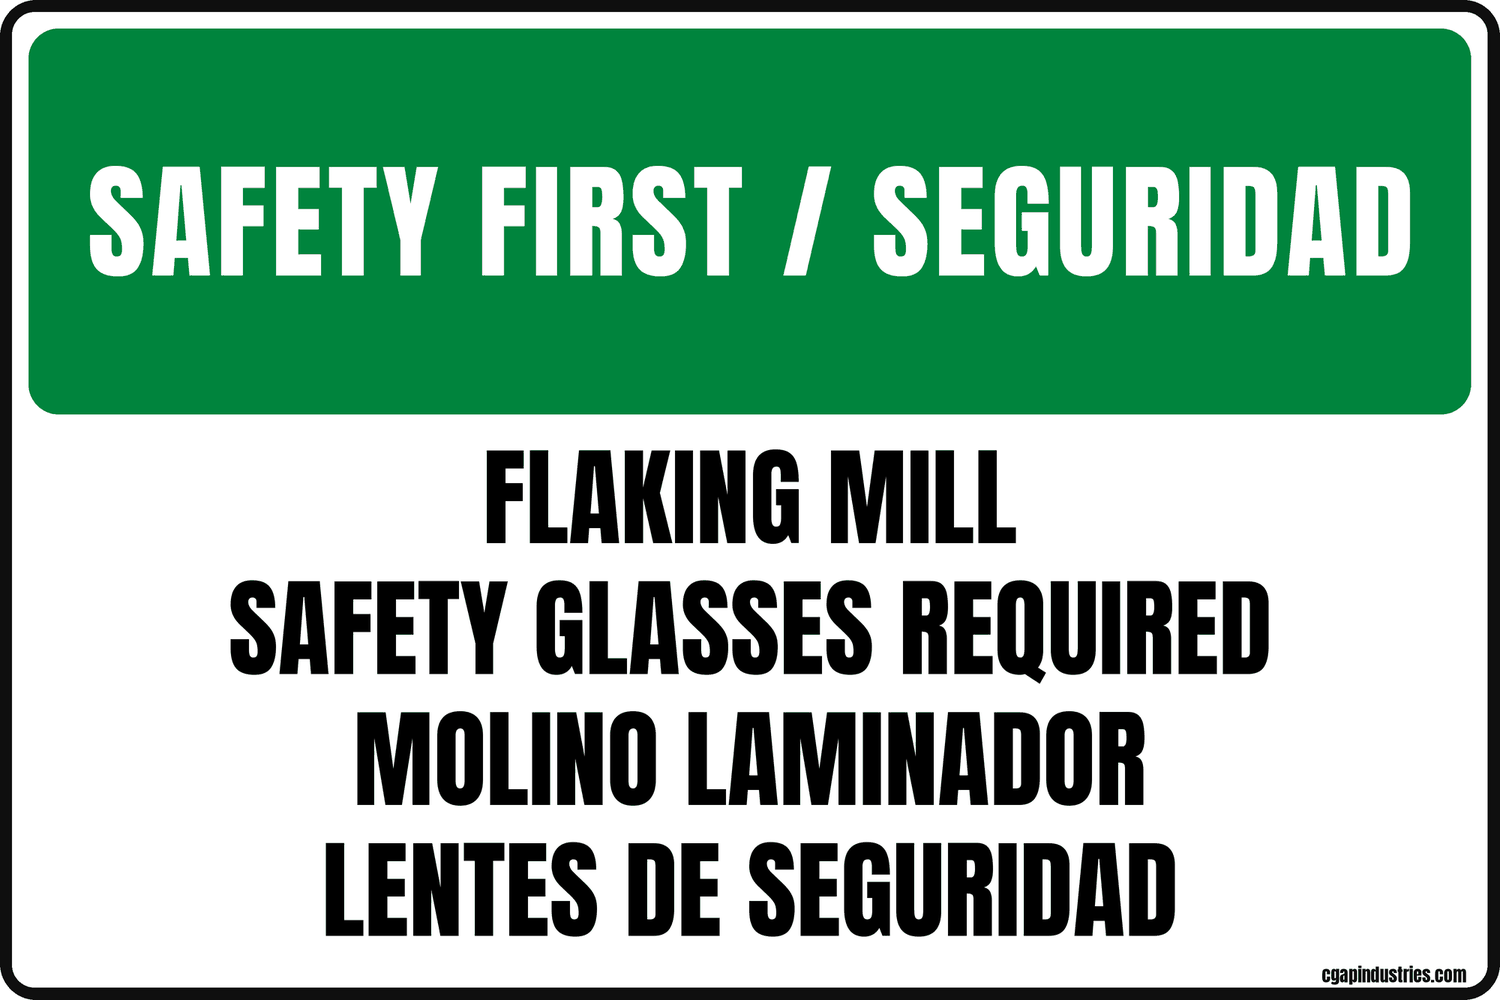 SAFETY FIRST / SEGURIDAD
FLAKING MILL
SAFETY GLASSES REQUIRED
MOLINO LAMINADOR
LENTES DE SEGURIDAD
cgapindustries.com